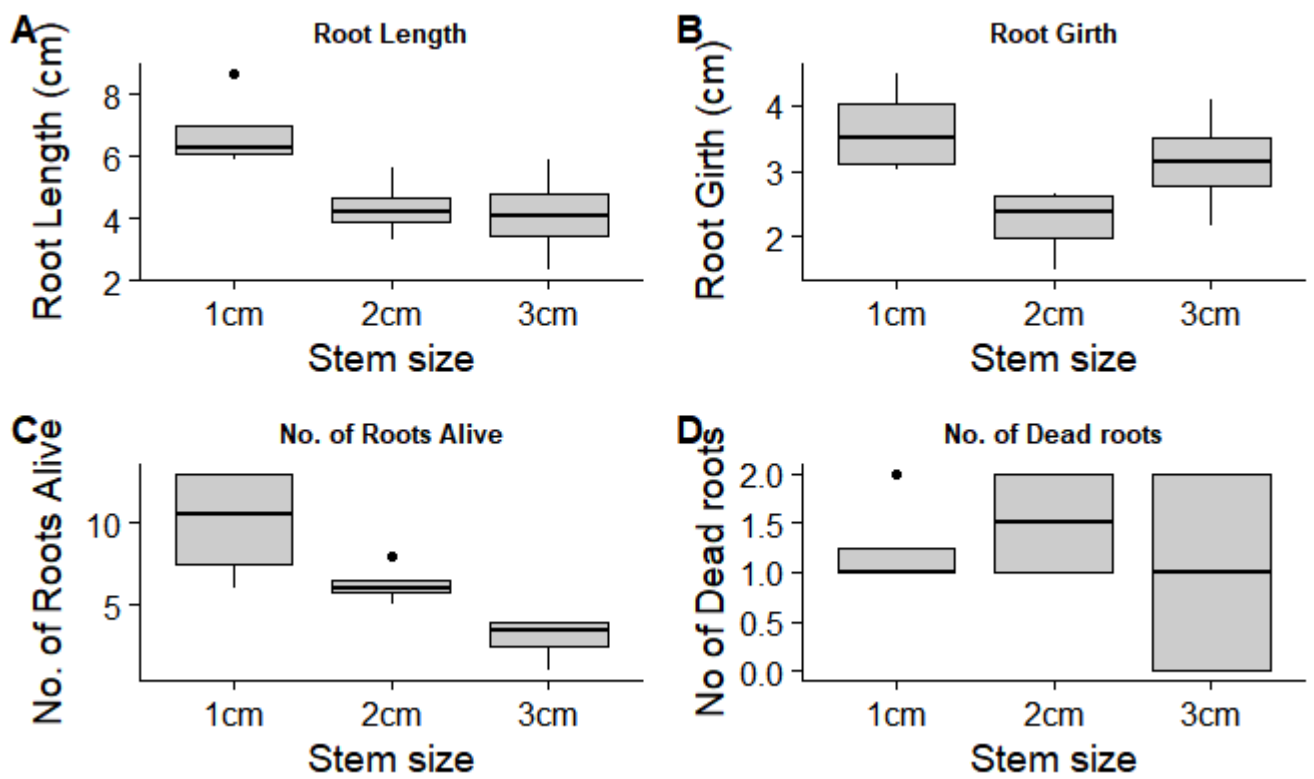 A
Root Length
Root Length (cm)
8
6
4
2
1cm 2cm 3cm
Stem size
B
Root Girth
Root Girth (cm)
4
3
2
1cm 2cm 3cm
Stem size
C
No. of Roots Alive
No. of Roots Alive
10
5
1cm 2cm 3cm
Stem size
D
No. of Dead roots
No of Dead roots
2.0
1.5
1.0
0.5
0.0
1cm 2cm 3cm
Stem size